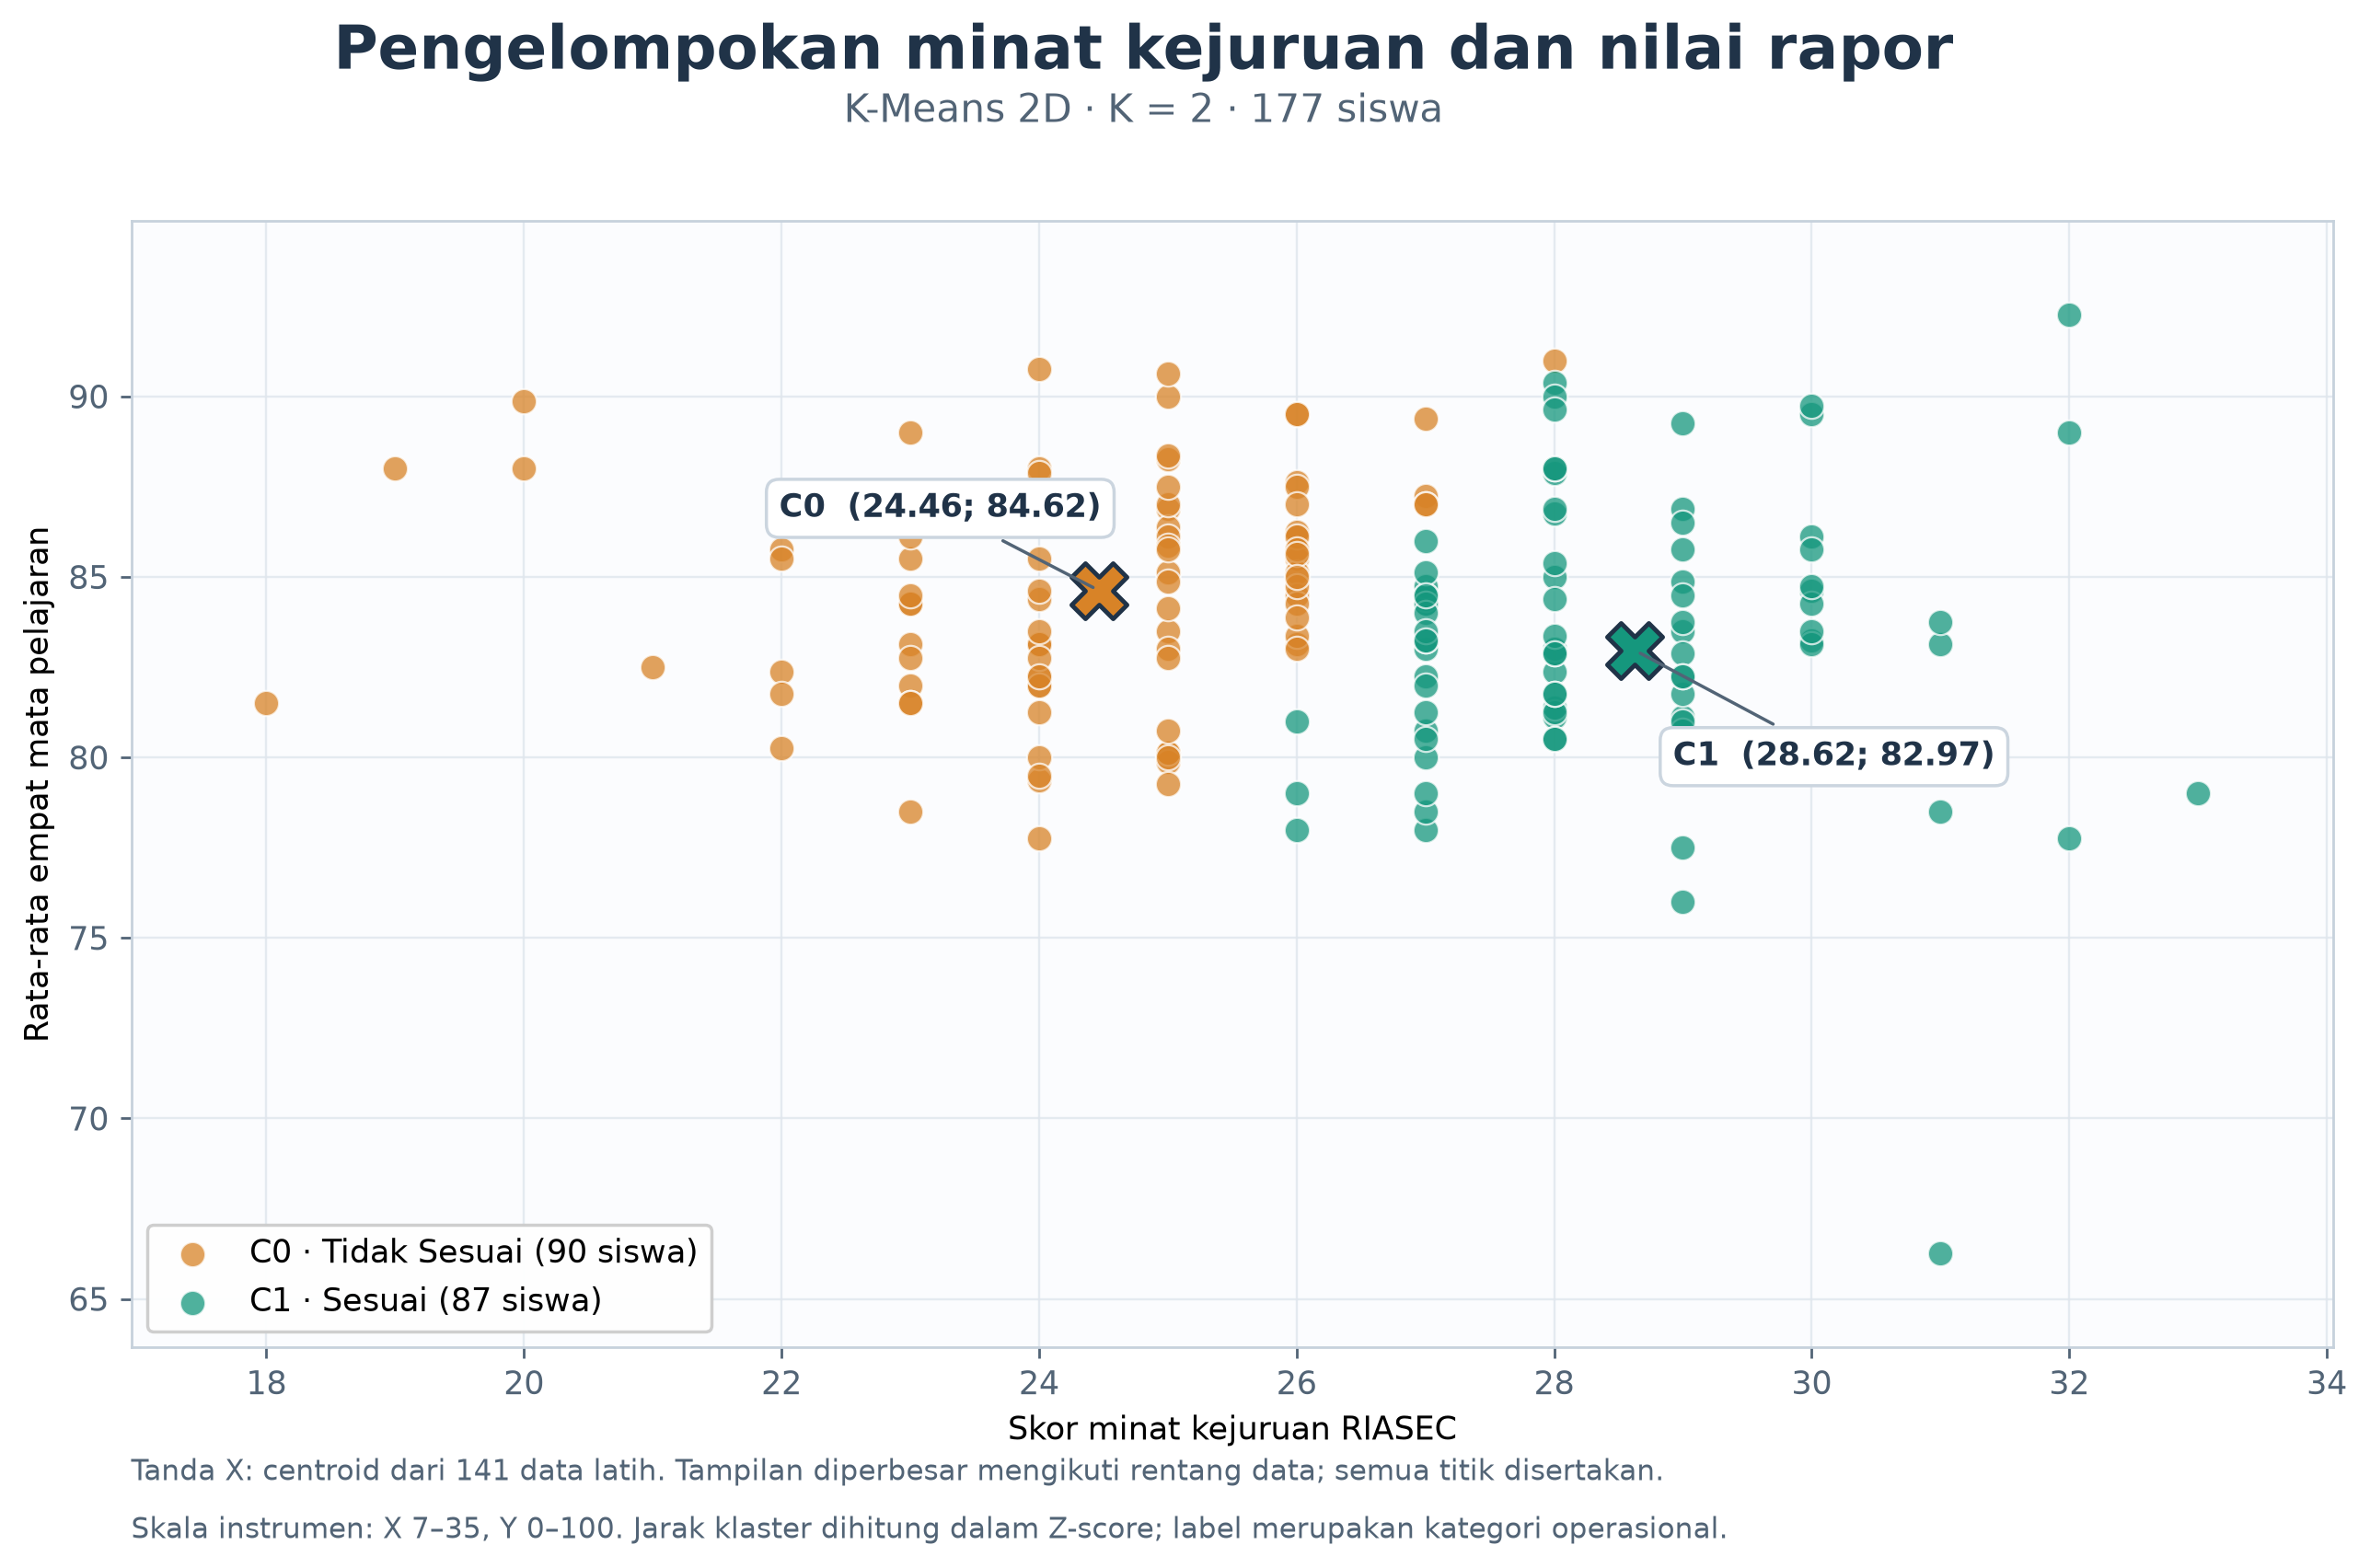 Pengelompokan minat kejuruan dan nilai rapor
K-Means 2D · K = 2 · 177 siswa
Rata-rata empat mata pelajaran
90
85
80
75
70
65
C0 (24.46; 84.62)
C1 (28.62; 82.97)
C0 · Tidak Sesuai (90 siswa)
C1 · Sesuai (87 siswa)
18 20 22 24 26 28 30 32 34
Skor minat kejuruan RIASEC
Tanda X: centroid dari 141 data latih. Tampilan diperbesar mengikuti rentang data; semua titik disertakan.
Skala instrumen: X 7–35, Y 0–100. Jarak klaster dihitung dalam Z-score; label merupakan kategori operasional.